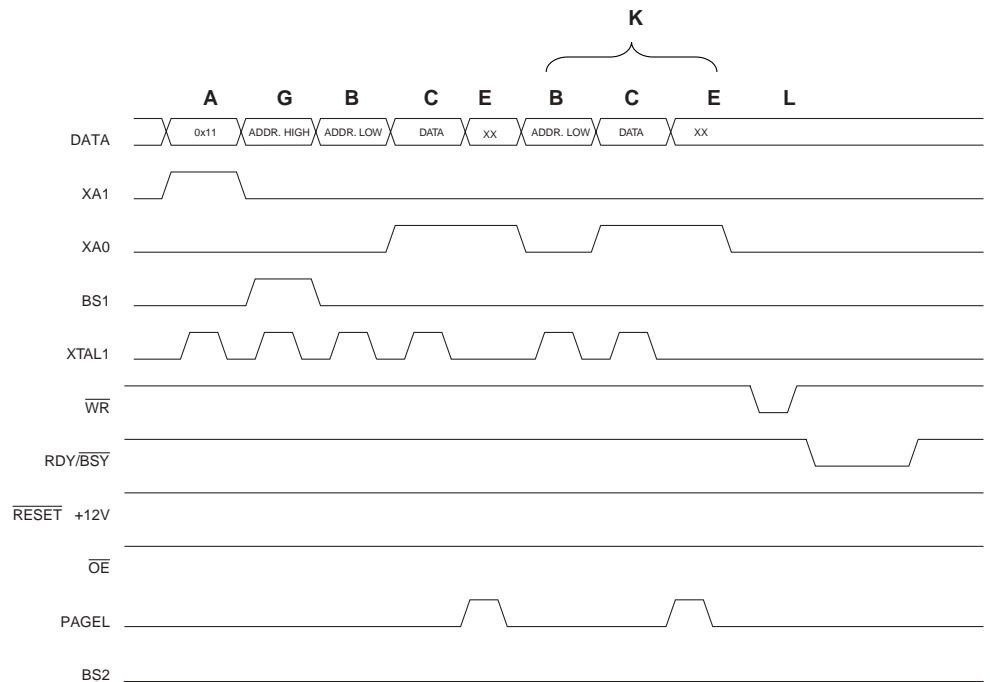 K
A G B C E B C E L
DATA 0x11 ADDR. HIGH ADDR. LOW DATA XX ADDR. LOW DATA XX
XA1
XA0
BS1
XTAL1
WR
RDY/BSY
RESET +12V
OE
PAGEL
BS2